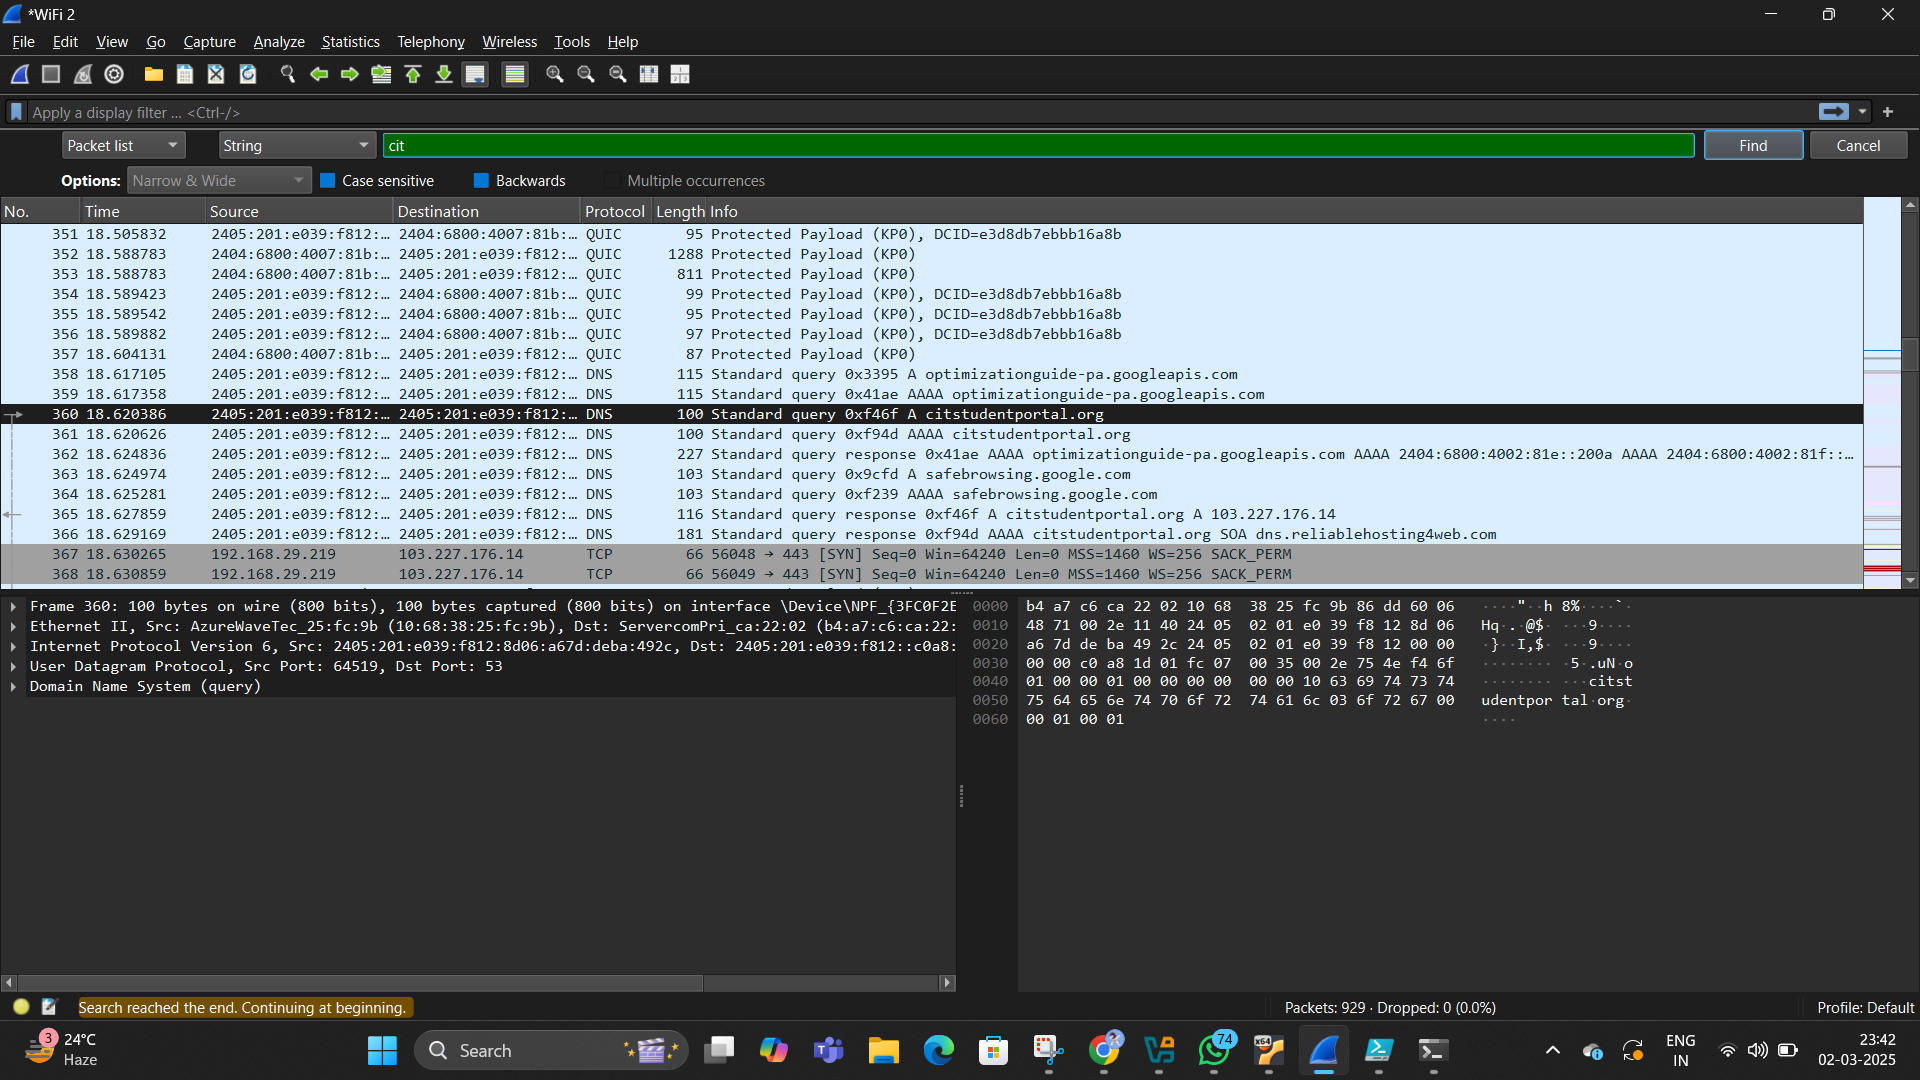 *WiFi 2
File Edit View Go Capture Analyze Statistics Telephony Wireless Tools Help
Apply a display filter ... <Ctrl-/>
Packet list String cit Find Cancel
Options: Narrow & Wide Case sensitive Backwards Multiple occurrences
No. Time Source Destination Protocol Length Info
351 18.505832 2405:201:e039:f812:… 2404:6800:4007:81b:… QUIC 95 Protected Payload (KP0), DCID=e3d8db7ebbb16a8b
352 18.588783 2404:6800:4007:81b:… 2405:201:e039:f812:… QUIC 1288 Protected Payload (KP0)
353 18.588783 2404:6800:4007:81b:… 2405:201:e039:f812:… QUIC 811 Protected Payload (KP0)
354 18.589423 2405:201:e039:f812:… 2404:6800:4007:81b:… QUIC 99 Protected Payload (KP0), DCID=e3d8db7ebbb16a8b
355 18.589542 2405:201:e039:f812:… 2404:6800:4007:81b:… QUIC 95 Protected Payload (KP0), DCID=e3d8db7ebbb16a8b
356 18.589882 2405:201:e039:f812:… 2404:6800:4007:81b:… QUIC 97 Protected Payload (KP0), DCID=e3d8db7ebbb16a8b
357 18.604131 2404:6800:4007:81b:… 2405:201:e039:f812:… QUIC 87 Protected Payload (KP0)
358 18.617105 2405:201:e039:f812:… 2405:201:e039:f812:… DNS 115 Standard query 0x3395 A optimizationguide-pa.googleapis.com
359 18.617358 2405:201:e039:f812:… 2405:201:e039:f812:… DNS 115 Standard query 0x41ae AAAA optimizationguide-pa.googleapis.com
360 18.620386 2405:201:e039:f812:… 2405:201:e039:f812:… DNS 100 Standard query 0xf46f A citstudentportal.org
361 18.620626 2405:201:e039:f812:… 2405:201:e039:f812:… DNS 100 Standard query 0xf94d AAAA citstudentportal.org
362 18.624836 2405:201:e039:f812:… 2405:201:e039:f812:… DNS 227 Standard query response 0x41ae AAAA optimizationguide-pa.googleapis.com AAAA 2404:6800:4002:81e::200a AAAA 2404:6800:4002:81f::…
363 18.624974 2405:201:e039:f812:… 2405:201:e039:f812:… DNS 103 Standard query 0x9cfd A safebrowsing.google.com
364 18.625281 2405:201:e039:f812:… 2405:201:e039:f812:… DNS 103 Standard query 0xf239 AAAA safebrowsing.google.com
365 18.627859 2405:201:e039:f812:… 2405:201:e039:f812:… DNS 116 Standard query response 0xf46f A citstudentportal.org A 103.227.176.14
366 18.629169 2405:201:e039:f812:… 2405:201:e039:f812:… DNS 181 Standard query response 0xf94d AAAA citstudentportal.org SOA dns.reliablehosting4web.com
367 18.630265 192.168.29.219 103.227.176.14 TCP 66 56048 → 443 [SYN] Seq=0 Win=64240 Len=0 MSS=1460 WS=256 SACK_PERM
368 18.630859 192.168.29.219 103.227.176.14 TCP 66 56049 → 443 [SYN] Seq=0 Win=64240 Len=0 MSS=1460 WS=256 SACK_PERM
Frame 360: 100 bytes on wire (800 bits), 100 bytes captured (800 bits) on interface \Device\NPF_{3FC0F2E
Ethernet II, Src: AzureWaveTec_25:fc:9b (10:68:38:25:fc:9b), Dst: ServercomPri_ca:22:02 (b4:a7:c6:ca:22:
Internet Protocol Version 6, Src: 2405:201:e039:f812:8d06:a67d:deba:492c, Dst: 2405:201:e039:f812::c0a8:
User Datagram Protocol, Src Port: 64519, Dst Port: 53
Domain Name System (query)
0000 b4 a7 c6 ca 22 02 10 68 38 25 fc 9b 86 dd 60 06 ····"··h 8%····`·
0010 48 71 00 2e 11 40 24 05 02 01 e0 39 f8 12 8d 06 Hq·.·@$· ···9····
0020 a6 7d de ba 49 2c 24 05 02 01 e0 39 f8 12 00 00 ·}··I,$· ···9····
0030 00 00 c0 a8 1d 01 fc 07 00 35 00 2e 75 4e f4 6f ········ ·5·.uN·o
0040 01 00 00 01 00 00 00 00 00 00 10 63 69 74 73 74 ········ ···citst
0050 75 64 65 6e 74 70 6f 72 74 61 6c 03 6f 72 67 00 udentpor tal·org·
0060 00 01 00 01 ····
Search reached the end. Continuing at beginning.
Packets: 929 · Dropped: 0 (0.0%)
Profile: Default
3
24°C
Haze
Search
74
x64
ENG
IN
23:42
02-03-2025